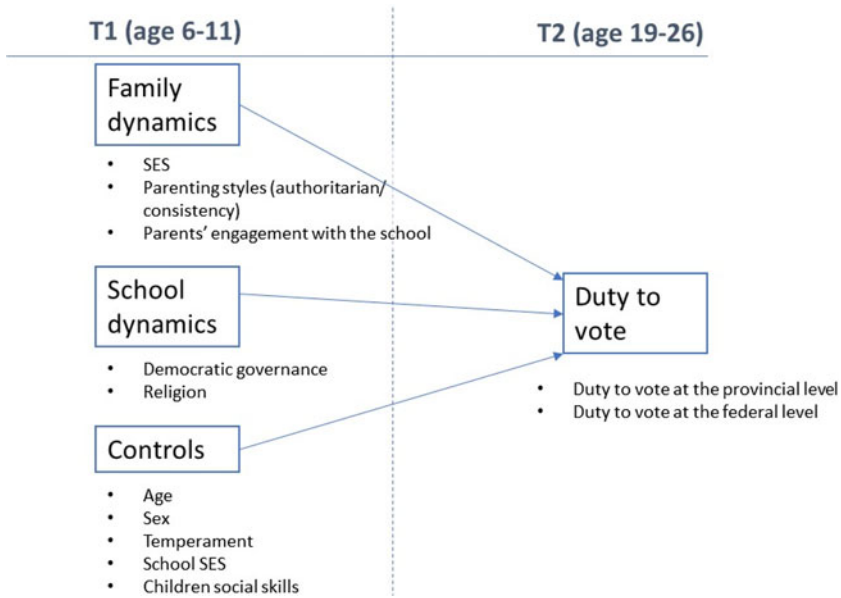 T1 (age 6-11)
T2 (age 19-26)
Family
dynamics
• SES
• Parenting styles (authoritarian/
consistency)
• Parents' engagement with the school
School
dynamics
• Democratic governance
• Religion
Controls
• Age
• Sex
• Temperament
• School SES
• Children social skills
Duty to
vote
• Duty to vote at the provincial level
• Duty to vote at the federal level